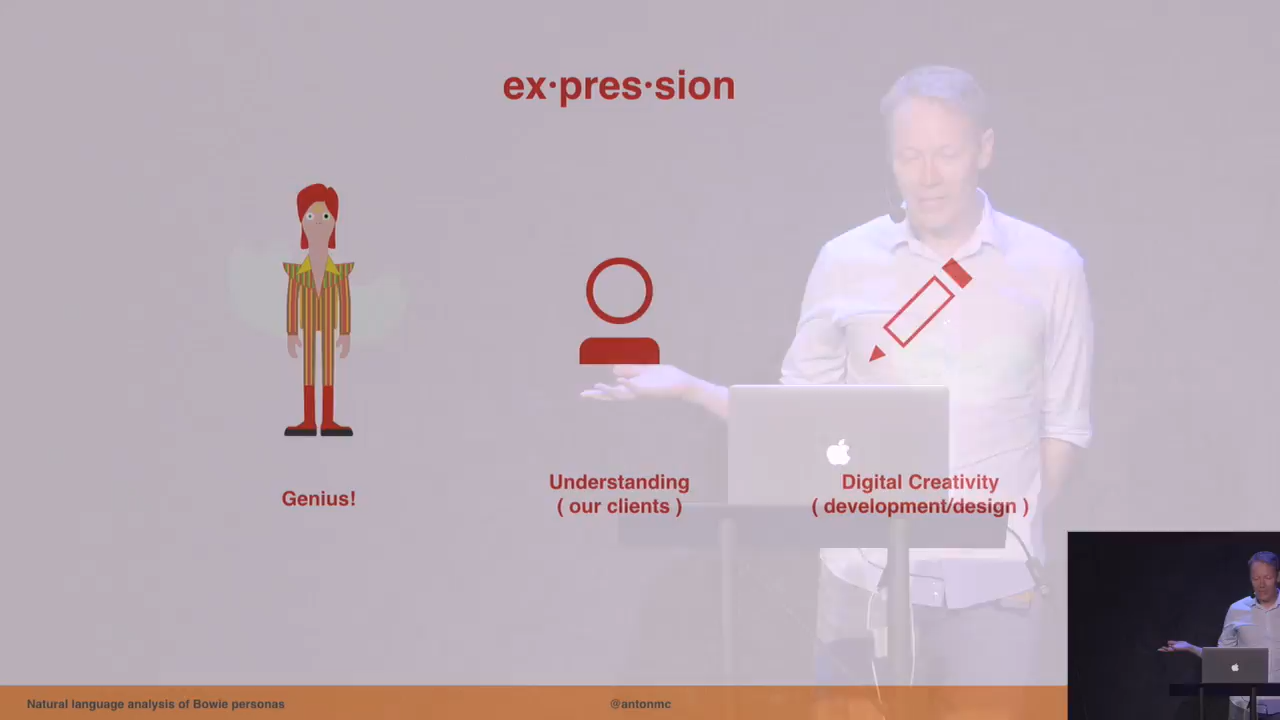 ex·pres·sion
Genius!
Understanding
( our clients )
Digital Creativity
( development/design )
Natural language analysis of Bowie personas
@antonmc